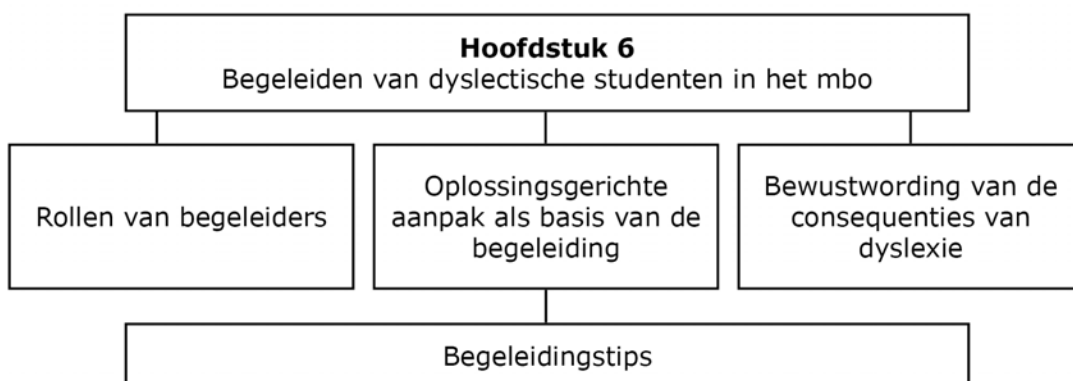 Hoofdstuk 6
Begeleiden van dyslectische studenten in het mbo
Rollen van begeleiders
Oplossingsgerichte
aanpak als basis van de
begeleiding
Bewustwording van de
consequenties van
dyslexie
Begeleidingstips